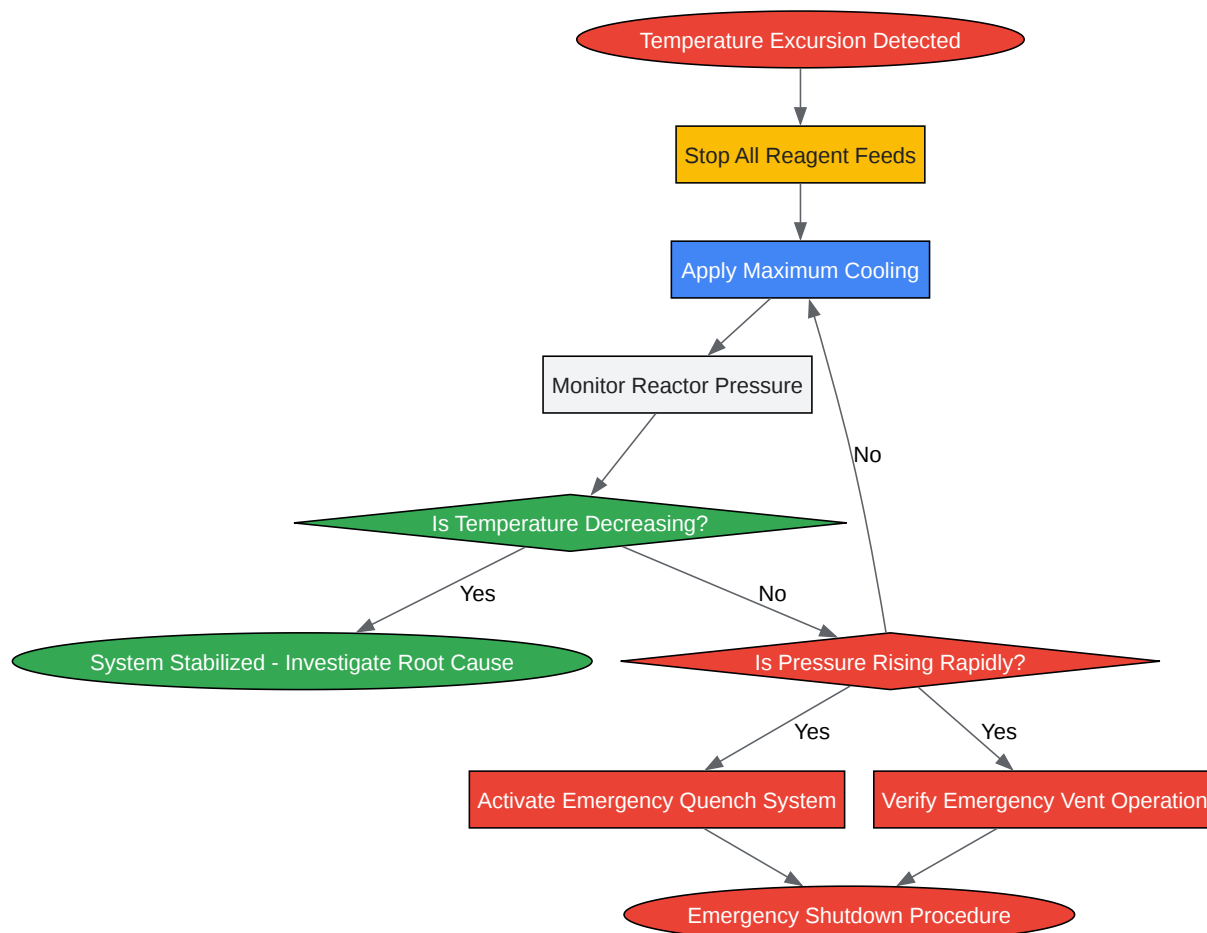 Temperature Excursion Detected
Stop All Reagent Feeds
Apply Maximum Cooling
Monitor Reactor Pressure
No
Is Temperature Decreasing?
Yes
No
System Stabilized - Investigate Root Cause
Is Pressure Rising Rapidly?
Yes
Yes
Activate Emergency Quench System
Verify Emergency Vent Operation
Emergency Shutdown Procedure